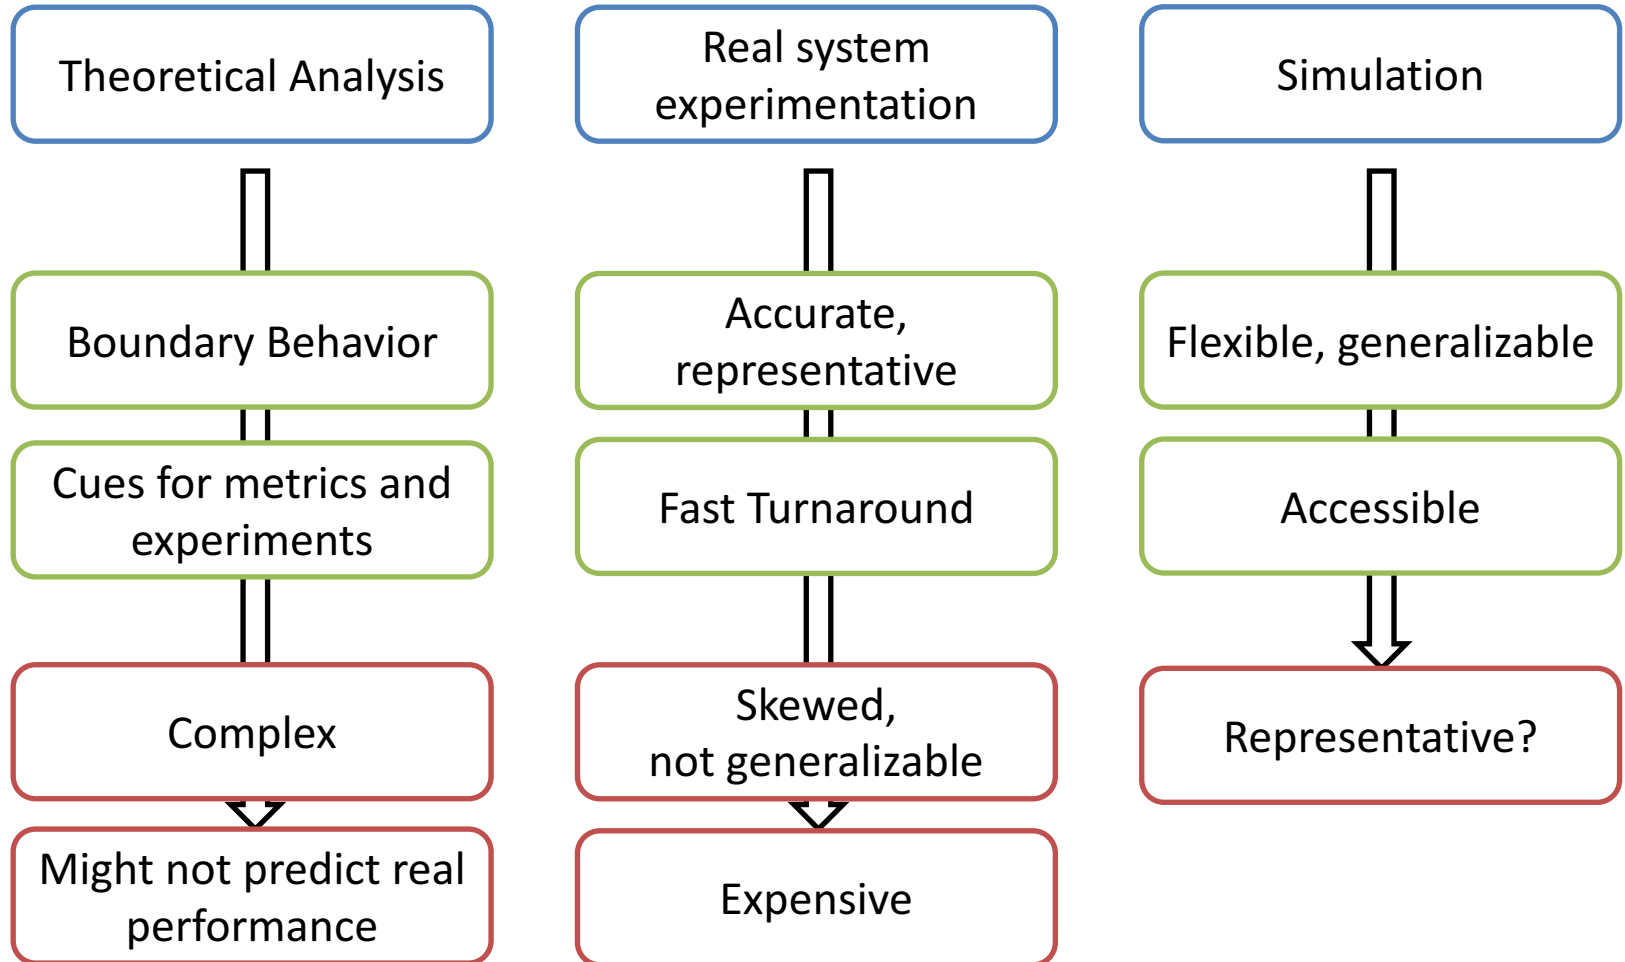 Theoretical Analysis
Boundary Behavior
Cues for metrics and
experiments
Complex
Might not predict real
performance
Real system
experimentation
Accurate,
representative
Fast Turnaround
Skewed,
not generalizable
Expensive
Simulation
Flexible, generalizable
Accessible
Representative?